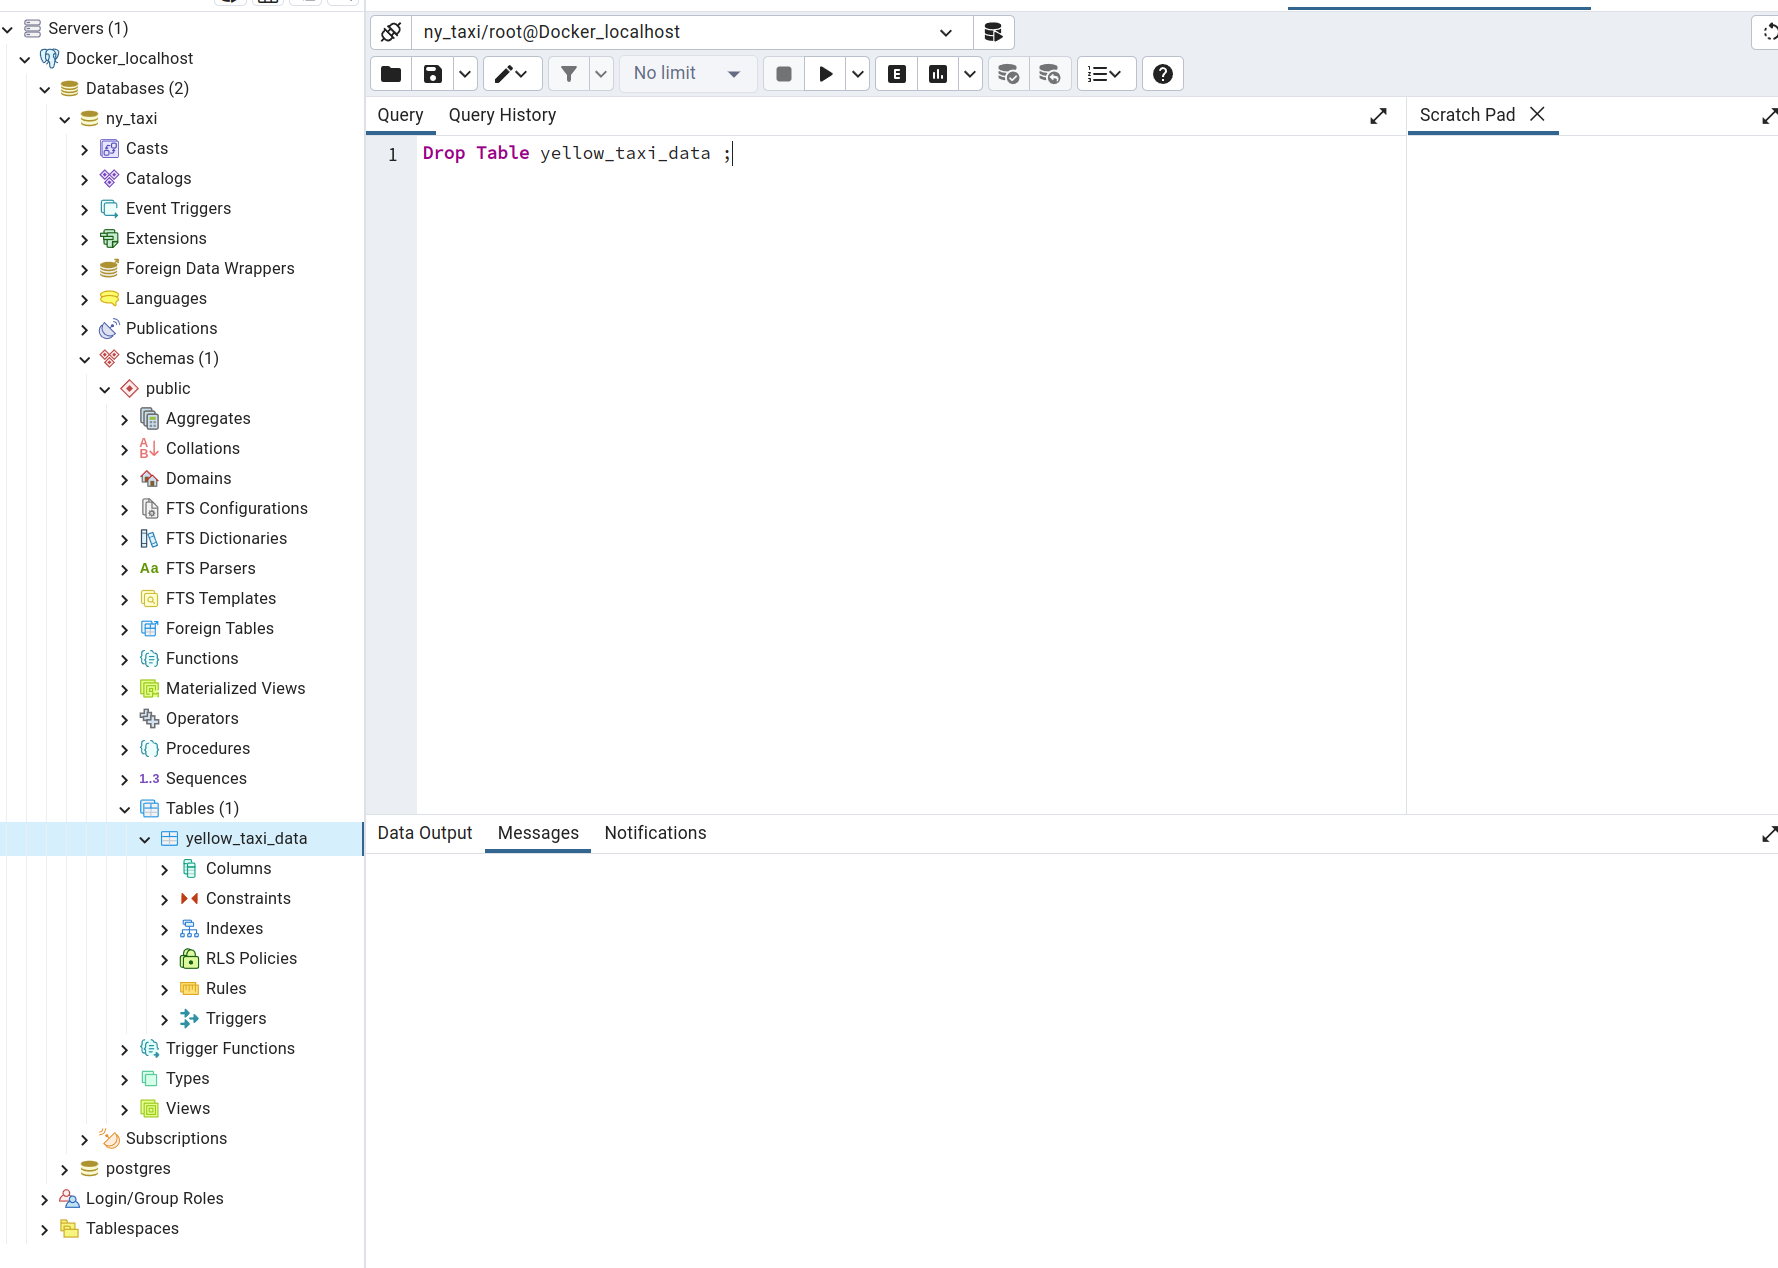 Servers (1)
Docker_localhost
Databases (2)
ny_taxi
Casts
Catalogs
Event Triggers
Extensions
Foreign Data Wrappers
Languages
Publications
Schemas (1)
public
Aggregates
Collations
Domains
FTS Configurations
FTS Dictionaries
Aa FTS Parsers
FTS Templates
Foreign Tables
Functions
Materialized Views
Operators
Procedures
1..3 Sequences
Tables (1)
yellow_taxi_data
Columns
Constraints
Indexes
RLS Policies
Rules
Triggers
Trigger Functions
Types
Views
Subscriptions
postgres
Login/Group Roles
Tablespaces
ny_taxi/root@Docker_localhost
No limit
E
Query Query History
Scratch Pad
1 Drop Table yellow_taxi_data ;
Data Output Messages Notifications